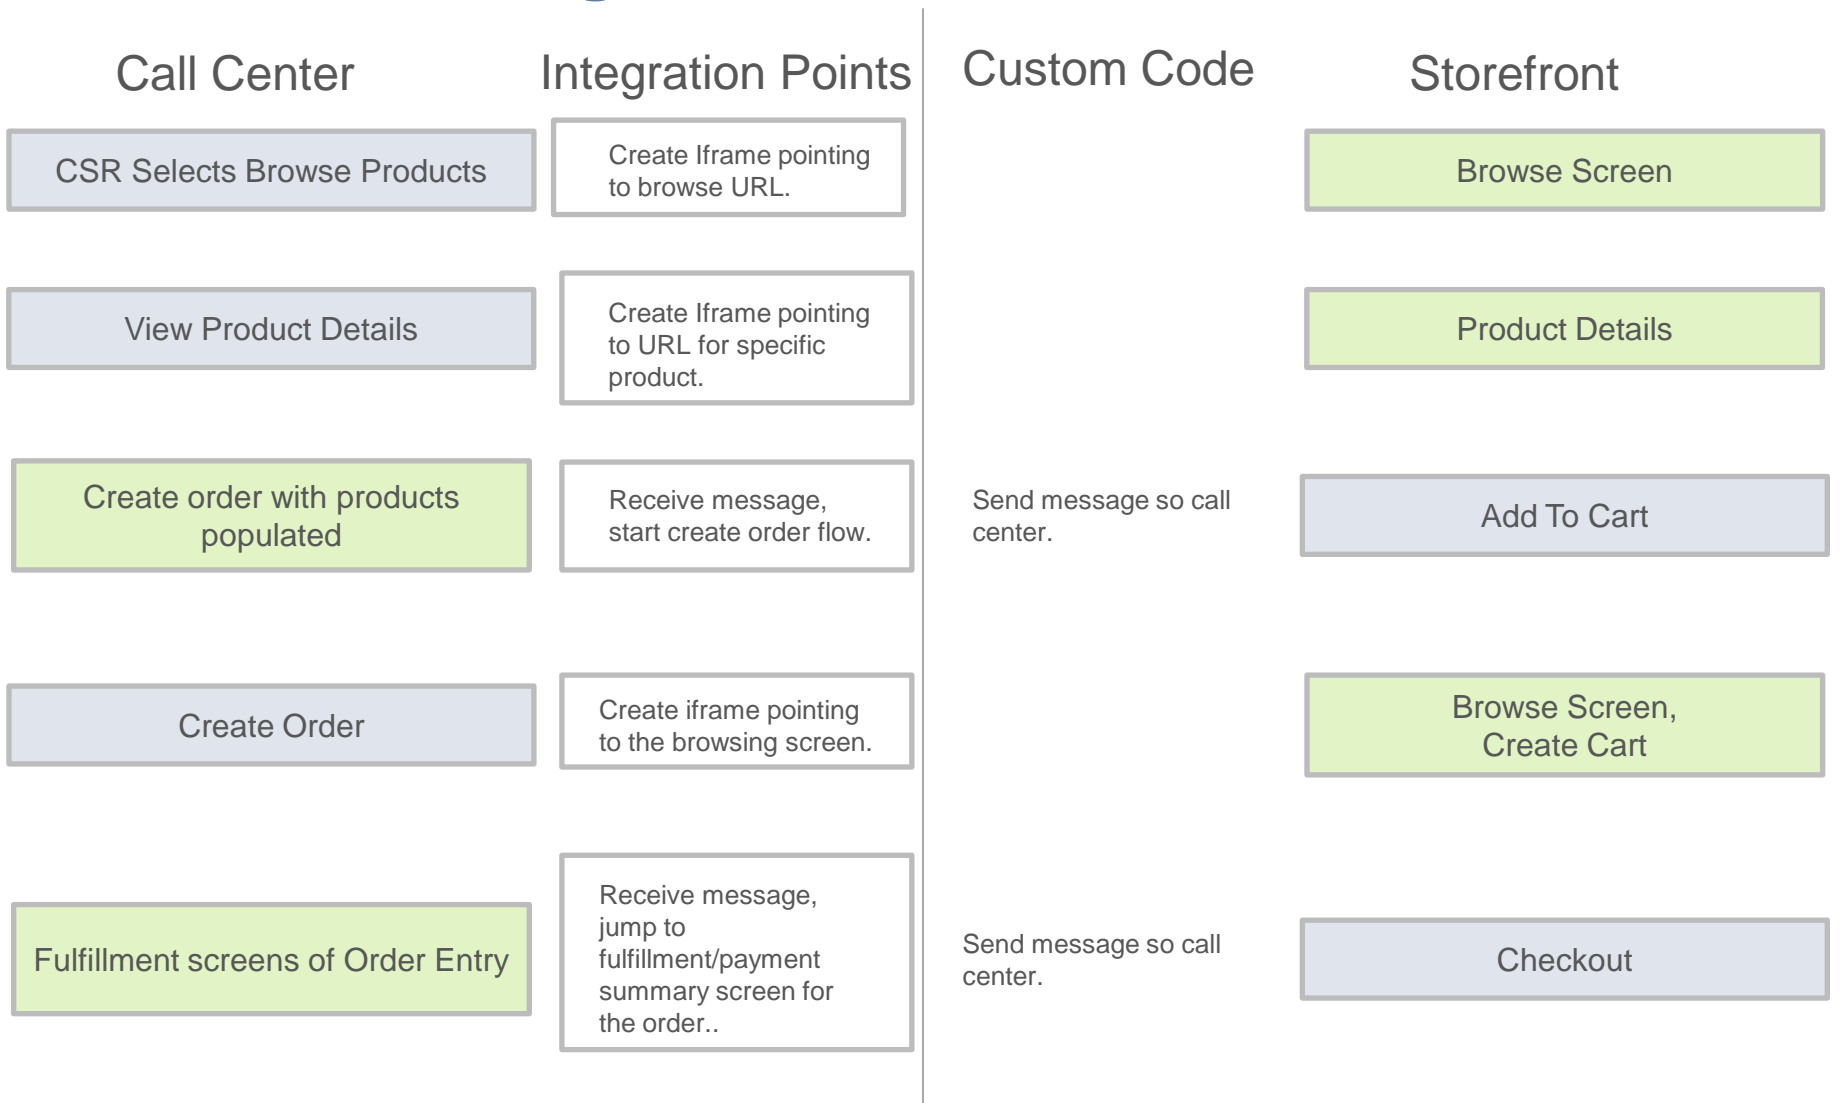 Call Center
Integration Points
Custom Code
Storefront
CSR Selects Browse Products
Create Iframe pointing
to browse URL.
Browse Screen
View Product Details
Create Iframe pointing
to URL for specific
product.
Product Details
Create order with products
populated
Receive message,
start create order flow.
Send message so call
center.
Add To Cart
Create Order
Create iframe pointing
to the browsing screen.
Browse Screen,
Create Cart
Fulfillment screens of Order Entry
Receive message,
jump to
fulfillment/payment
summary screen for
the order..
Send message so call
center.
Checkout